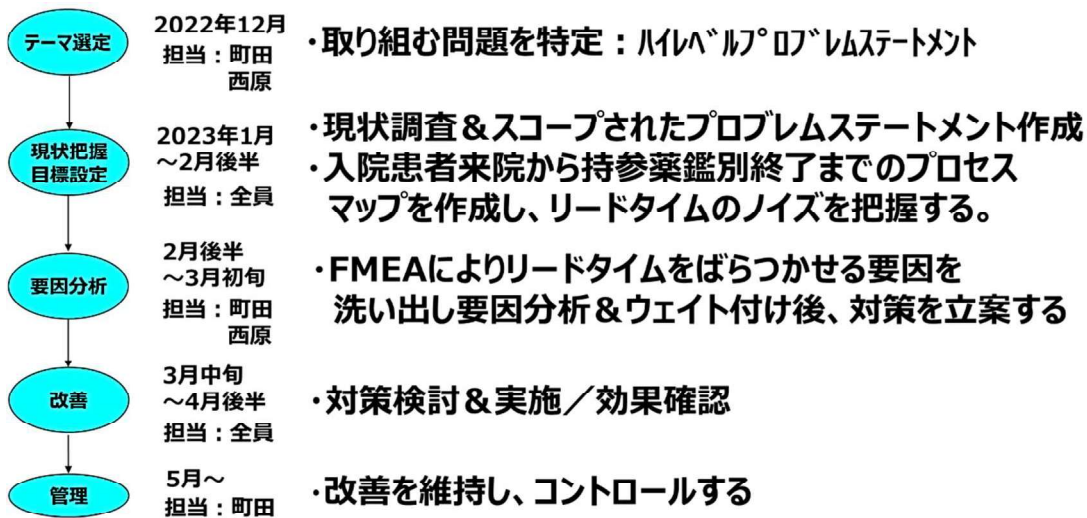 テーマ選定
2022年12月
担当：町田
西原
・取り組む問題を特定：ﾊｲﾚﾍﾞﾙﾌﾟﾛﾌﾞﾚﾑｽﾃｰﾄﾒﾝﾄ
現状把握
目標設定
2023年1月
～2月後半
担当：全員
・現状調査＆スコープされたプロブレムステートメント作成
・入院患者来院から持参薬鑑別終了までのプロセス
マップを作成し、リードタイムのノイズを把握する。
要因分析
2月後半
～3月初旬
担当：町田
西原
・FMEAによりリードタイムをばらつかせる要因を
洗い出し要因分析＆ウェイト付け後、対策を立案する
改善
3月中旬
～4月後半
担当：全員
・対策検討＆実施／効果確認
管理
5月～
担当：町田
・改善を維持し、コントロールする